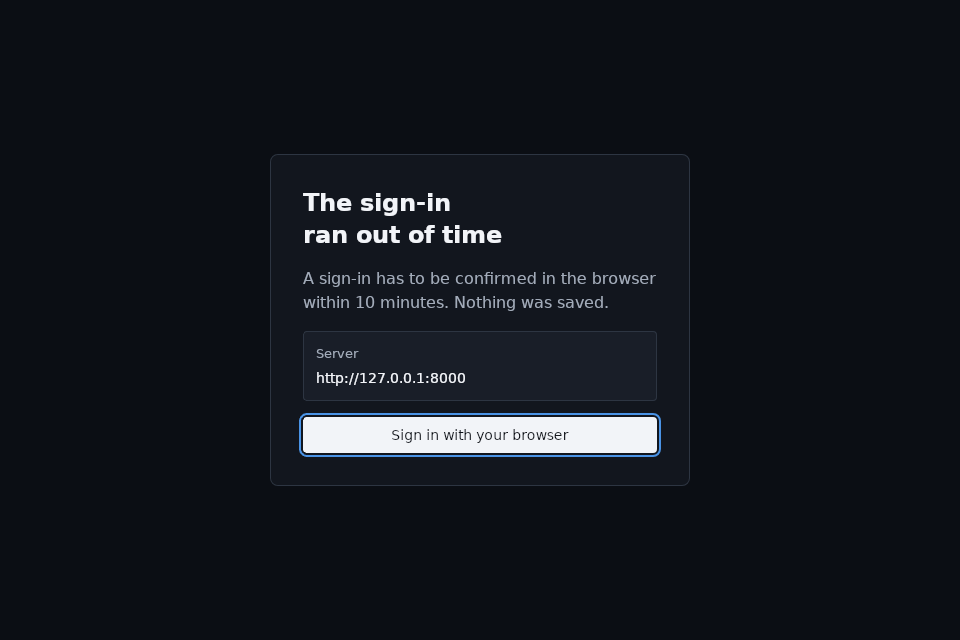 The sign-in
ran out of time
A sign-in has to be confirmed in the browser
within 10 minutes. Nothing was saved.
Server
http://127.0.0.1:8000
Sign in with your browser